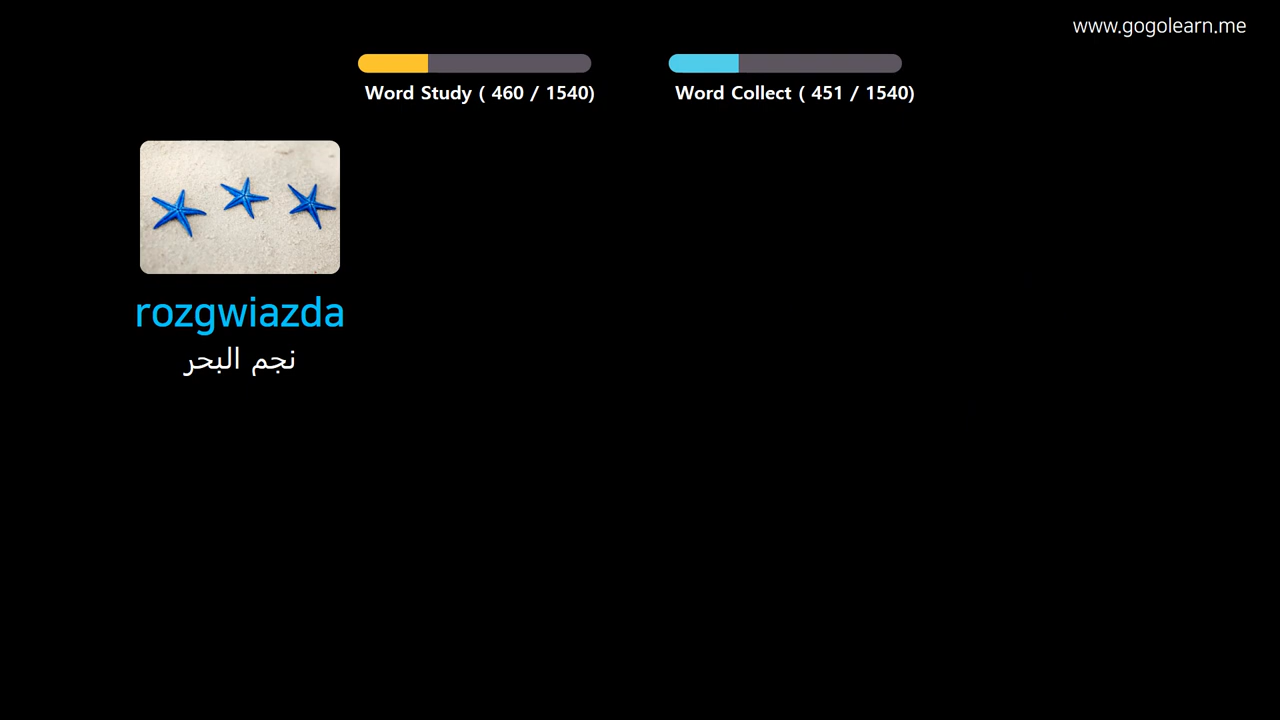 www.gogolearn.me
Word Study ( 460 / 1540)
Word Collect ( 451 / 1540)
rozgwiazda
نجم البحر